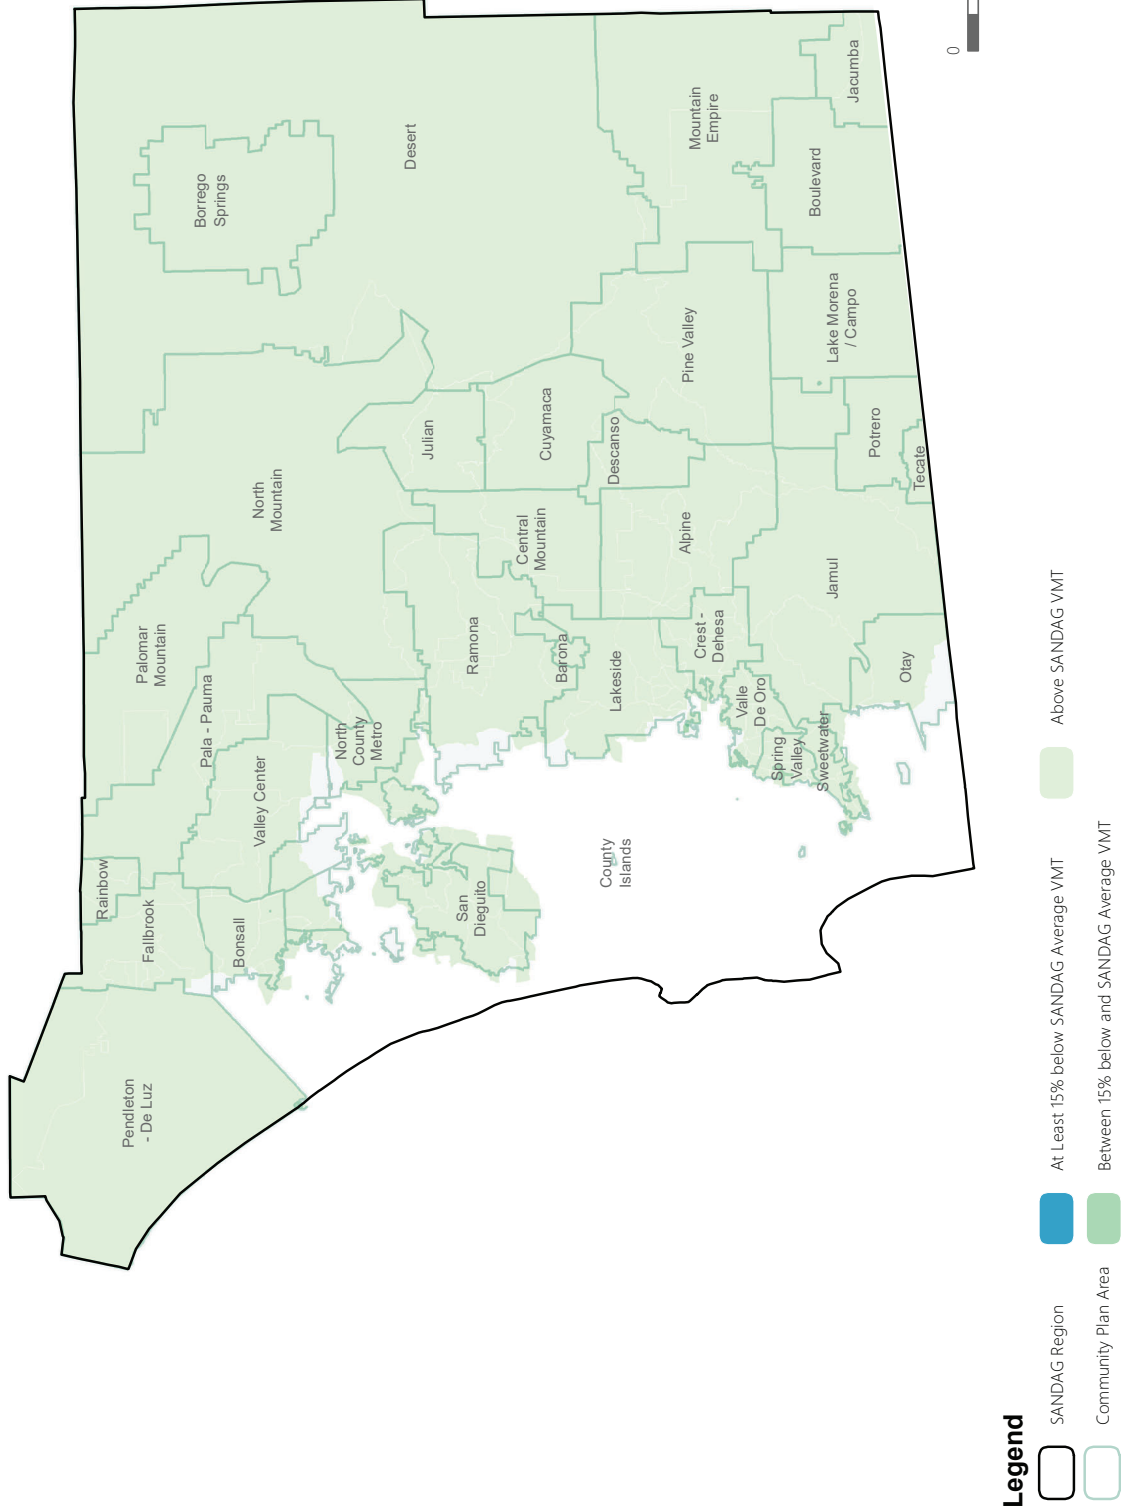 Pendleton
- De Luz
Fallbrook
Rainbow
Bonsall
Pala - Pauma
Palomar
Mountain
Valley Center
North
County
Metro
North
Mountain
Borrego
Springs
Desert
San
Dieguito
Ramona
Julian
Central
Mountain
Cuyamaca
Barona
Descanso
Lakeside
County
Islands
Alpine
Pine Valley
Mountain
Empire
Crest -
Dehesa
Valle
De Oro
Spring
Valley
Sweetwater
Jamul
Otay
Lake Morena
/ Campo
Boulevard
Jacumba
Potrero
Tecate
0
Legend
SANDAG Region
Community Plan Area
At Least 15% below SANDAG Average VMT
Between 15% below and SANDAG Average VMT
Above SANDAG VMT